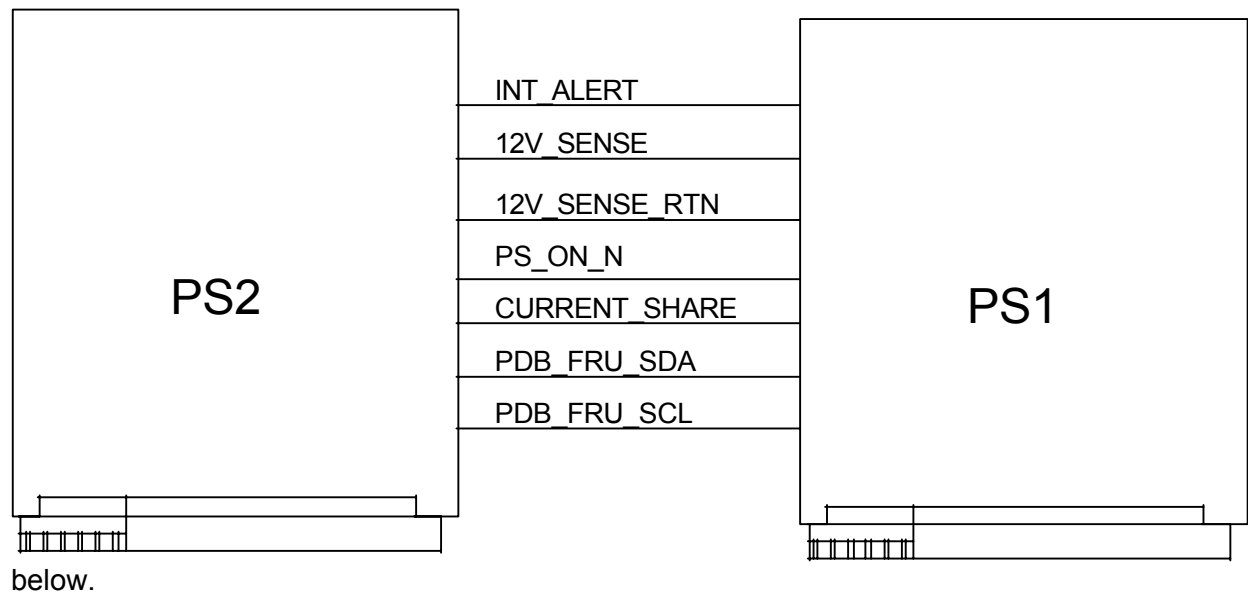 INT_ALERT
12V_SENSE
12V_SENSE_RTN
PS_ON_N
PS2
CURRENT_SHARE
PS1
PDB_FRU_SDA
PDB_FRU_SCL
below.